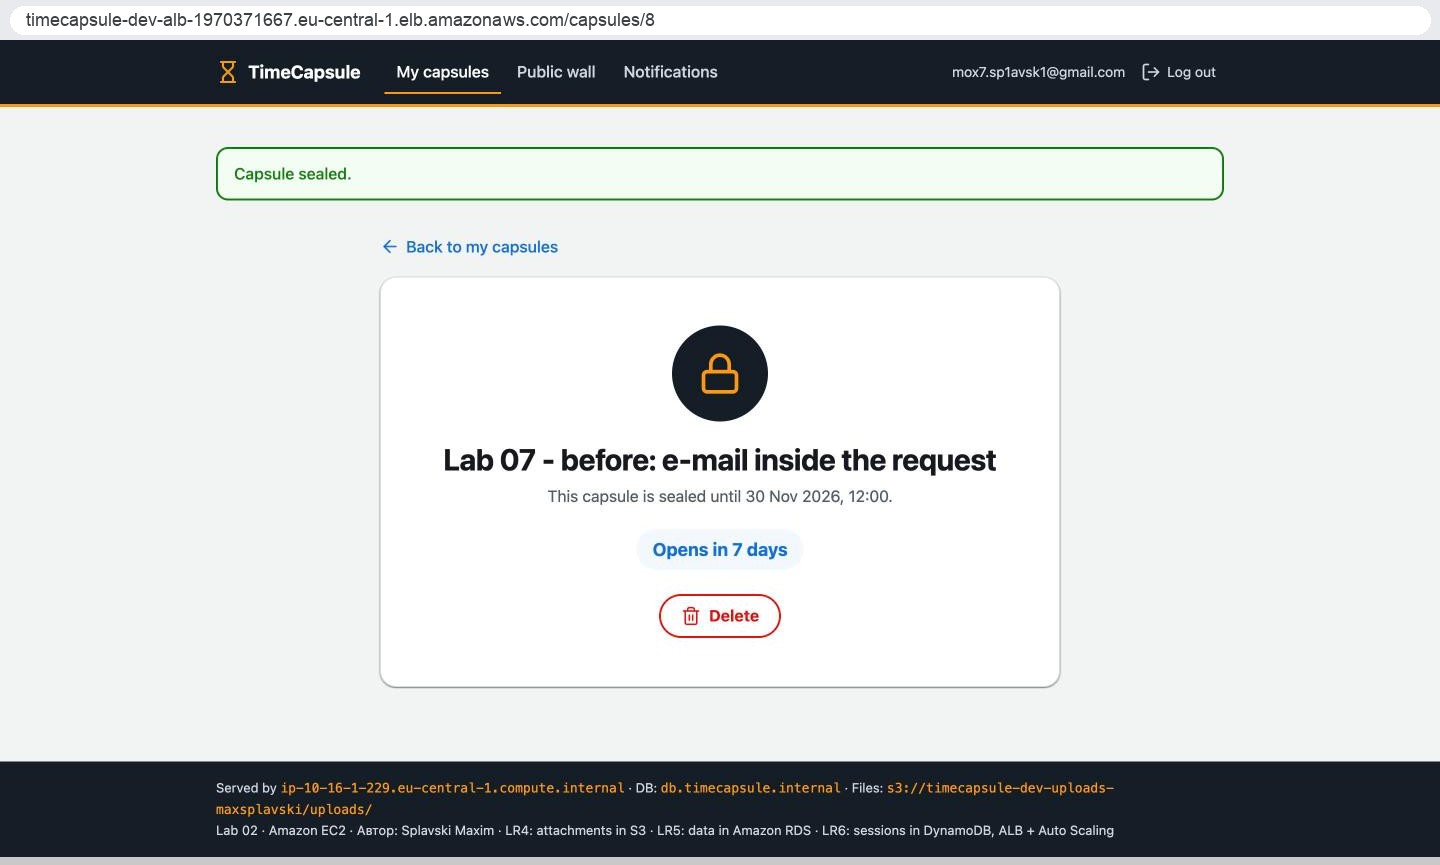 timecapsule-dev-alb-1970371667.eu-central-1.elb.amazonaws.com/capsules/8
TimeCapsule My capsules Public wall Notifications mox7.sp1avsk1@gmail.com Log out
Capsule sealed.
Back to my capsules
Lab 07 - before: e-mail inside the request
This capsule is sealed until 30 Nov 2026, 12:00.
Opens in 7 days
Delete
Served by ip-10-16-1-229.eu-central-1.compute.internal · DB: db.timecapsule.internal · Files: s3://timecapsule-dev-uploads-
maxsplavski/uploads/
Lab 02 · Amazon EC2 · Автор: Splavski Maxim · LR4: attachments in S3 · LR5: data in Amazon RDS · LR6: sessions in DynamoDB, ALB + Auto Scaling